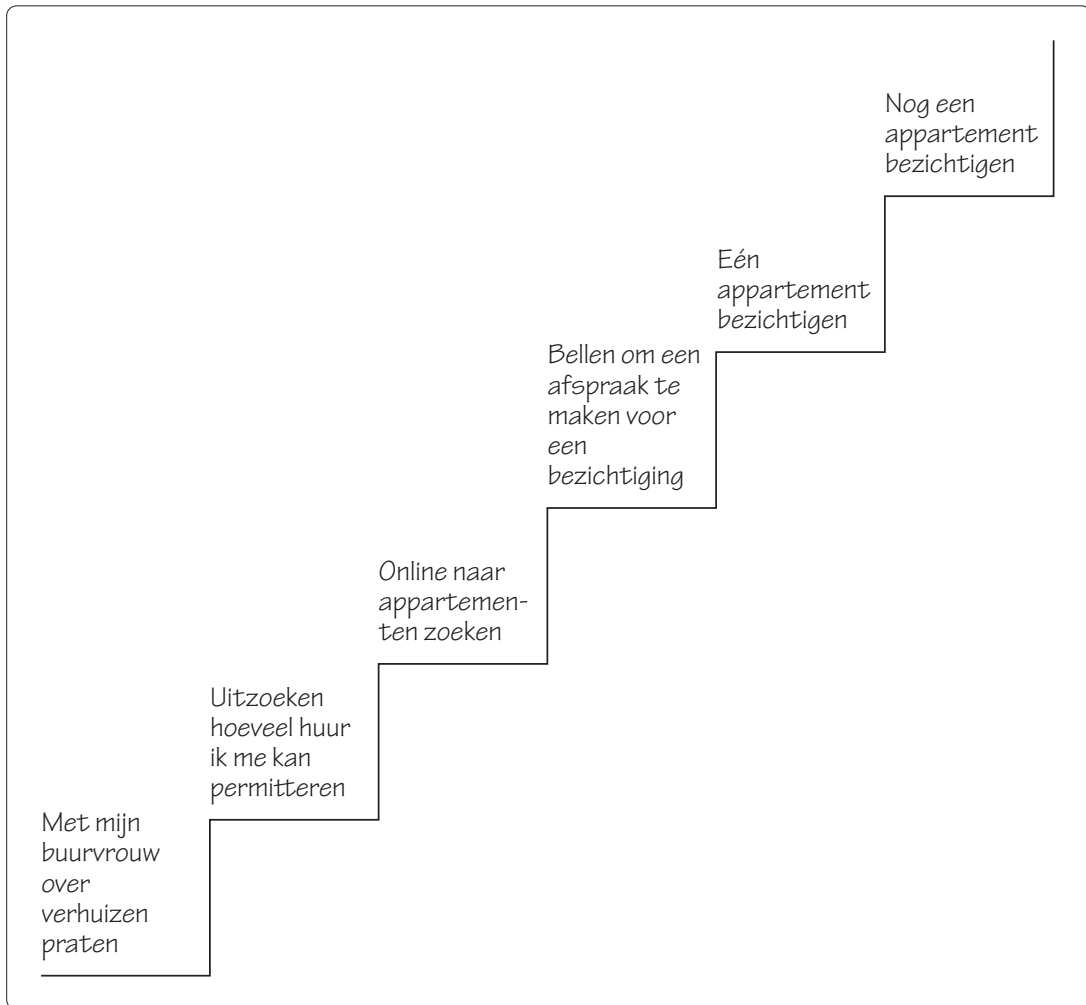 Nog een
appartement
bezichtigen
Eén
appartement
bezichtigen
Bellen om een
afspraak te
maken voor
een
bezichtiging
Online naar
appartemen-
ten zoeken
Uitzoeken
hoeveel huur
ik me kan
permitteren
Met mijn
buurvrouw
over
verhuizen
praten